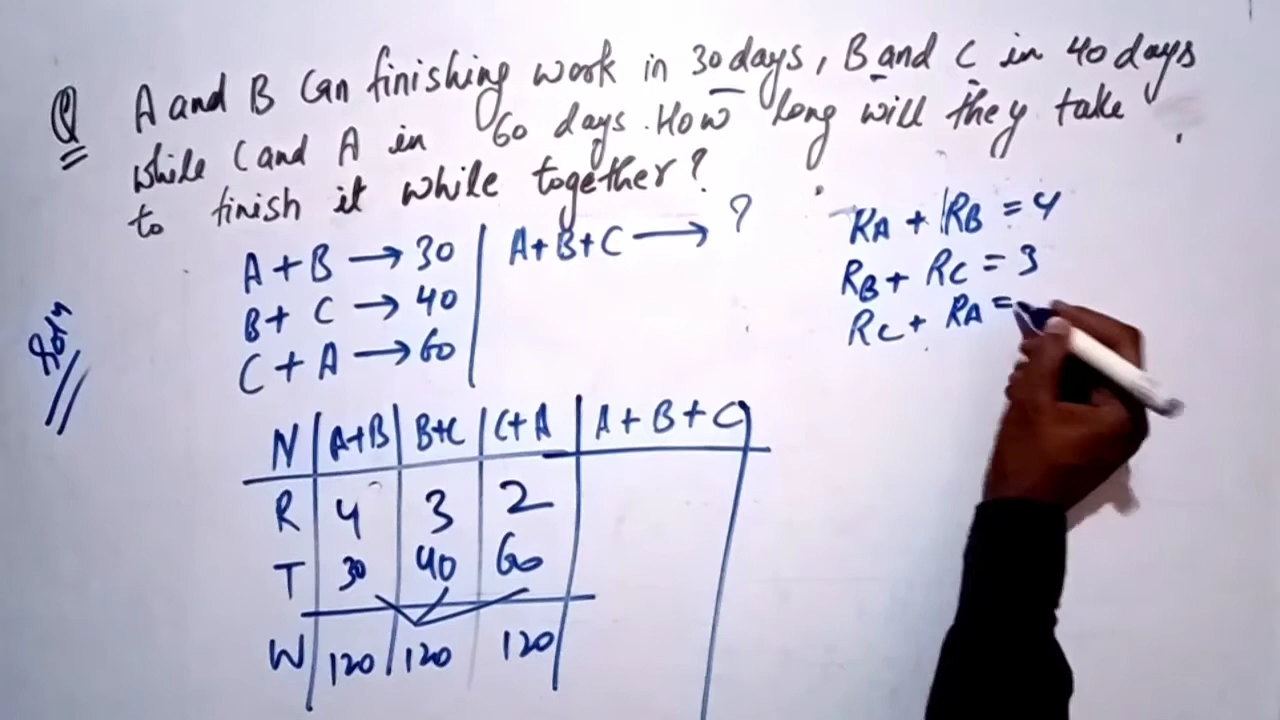 Q A and B Can finishing work in 30 days, B and C in 40 days
while C and A in 60 days. How long will they take
to finish it while together?
A + B → 30
B + C → 40
C + A → 60
A + B + C → ?
RA + RB = 4
RB + RC = 3
RC + RA =
Sol
N A+B B+C C+A A + B + C
R 4 3 2
T 30 40 60
W 120 120 120